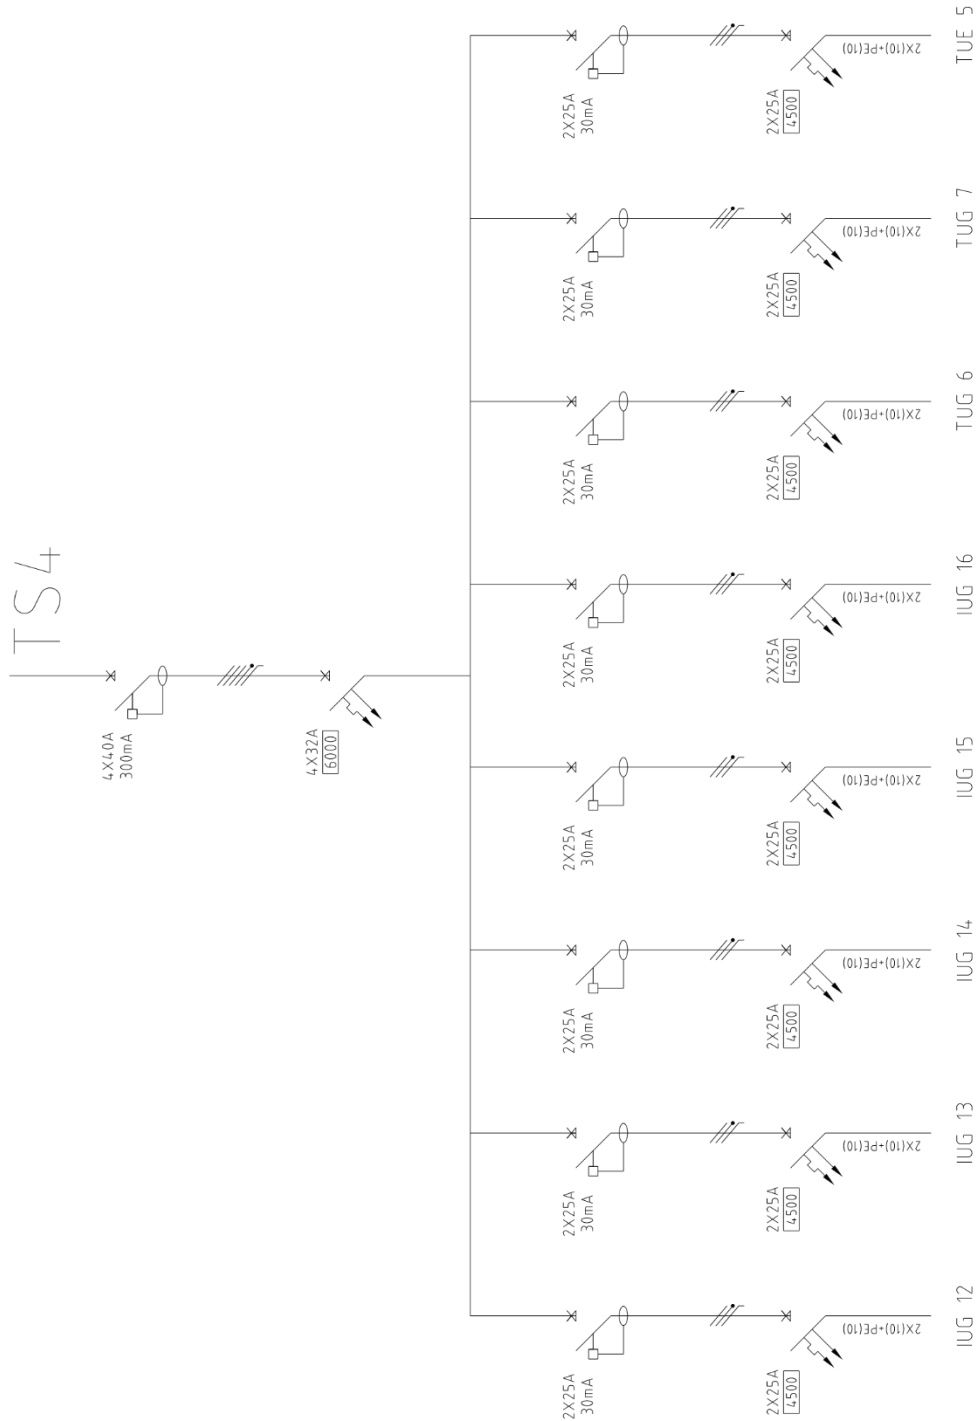 TS4
4X40A
300mA
4X32A
6000
2X25A
30mA
2X25A
4500
2X(10)+PE(10)
IUG 12
2X25A
30mA
2X25A
4500
2X(10)+PE(10)
IUG 13
2X25A
30mA
2X25A
4500
2X(10)+PE(10)
IUG 14
2X25A
30mA
2X25A
4500
2X(10)+PE(10)
IUG 15
2X25A
30mA
2X25A
4500
2X(10)+PE(10)
IUG 16
2X25A
30mA
2X25A
4500
2X(10)+PE(10)
TUG 6
2X25A
30mA
2X25A
4500
2X(10)+PE(10)
TUG 7
2X25A
30mA
2X25A
4500
2X(10)+PE(10)
TUE 5